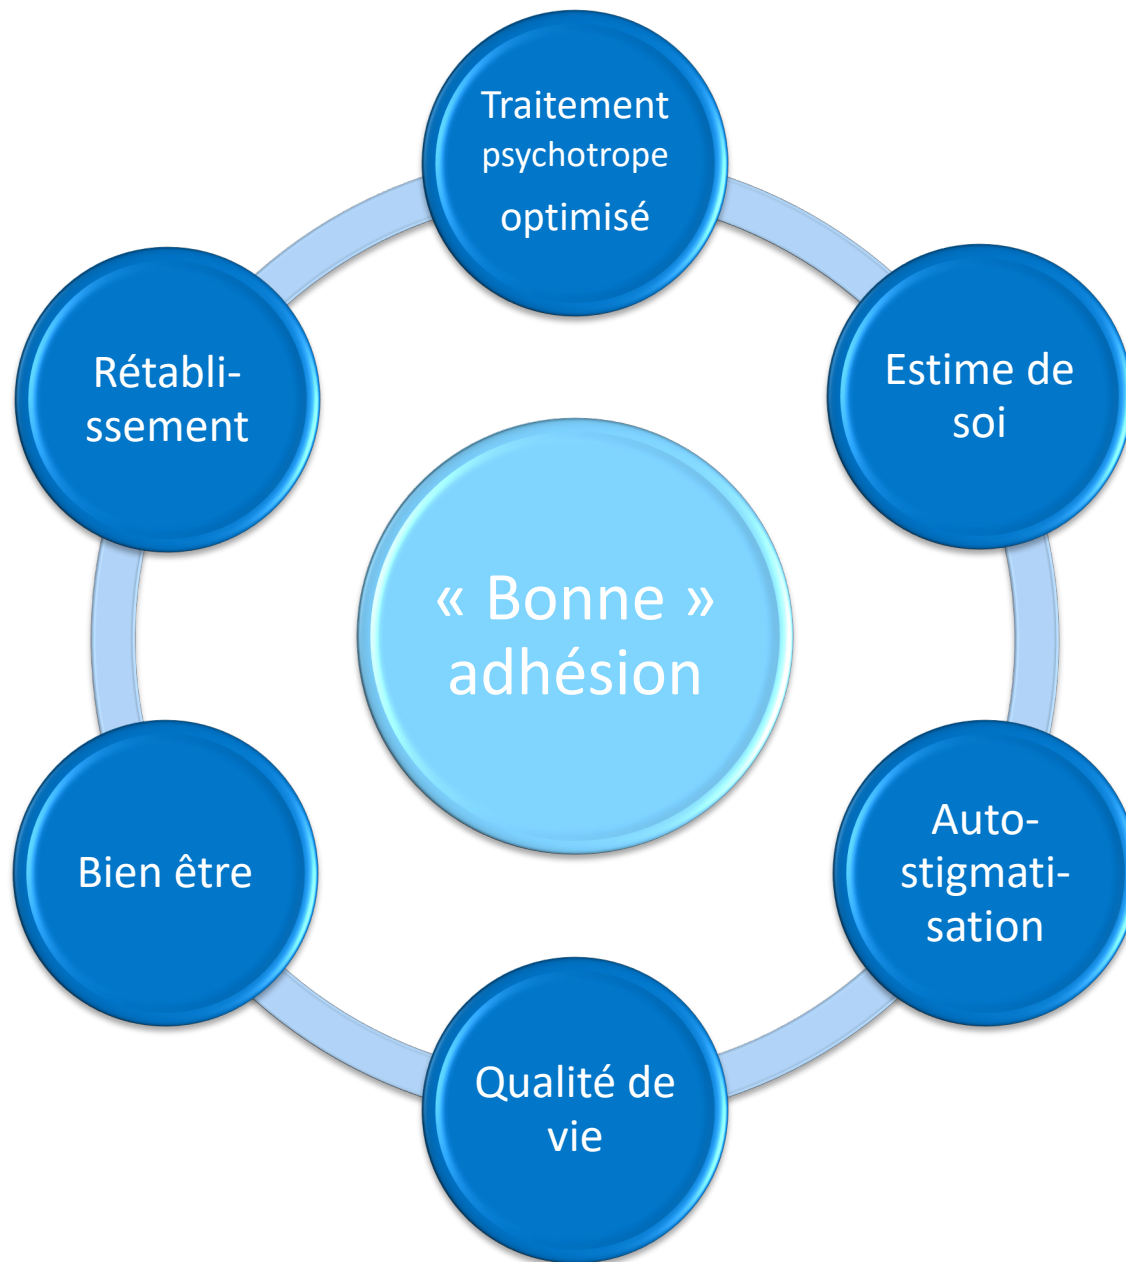 Traitement
psychotrope
optimisé
Estime de
soi
Auto-
stigmati-
sation
Qualité de
vie
Bien être
Rétabli-
ssement
« Bonne »
adhésion